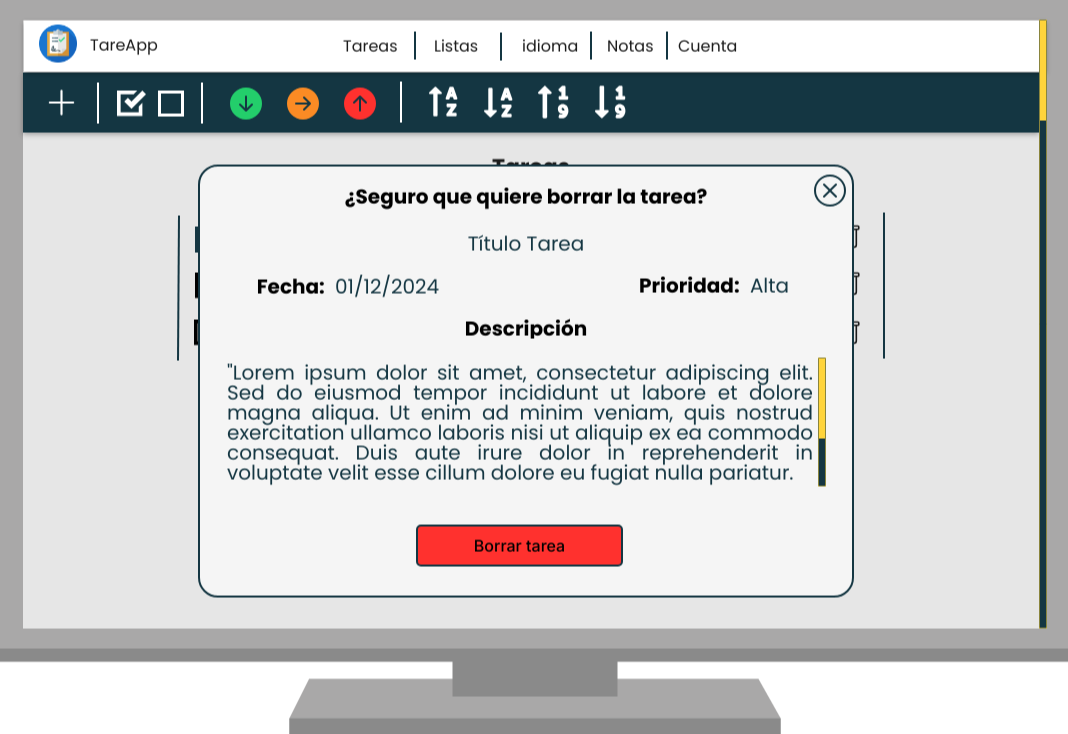 TareApp
Tareas
Listas
idioma
Notas
Cuenta
A
Z
A
Z
1
9
1
9
Tareas
¿Seguro que quiere borrar la tarea?
Título Tarea
Fecha: 01/12/2024
Prioridad: Alta
Descripción
"Lorem ipsum dolor sit amet, consectetur adipiscing elit.
Sed do eiusmod tempor incididunt ut labore et dolore
magna aliqua. Ut enim ad minim veniam, quis nostrud
exercitation ullamco laboris nisi ut aliquip ex ea commodo
consequat. Duis aute irure dolor in reprehenderit in
voluptate velit esse cillum dolore eu fugiat nulla pariatur.
Borrar tarea